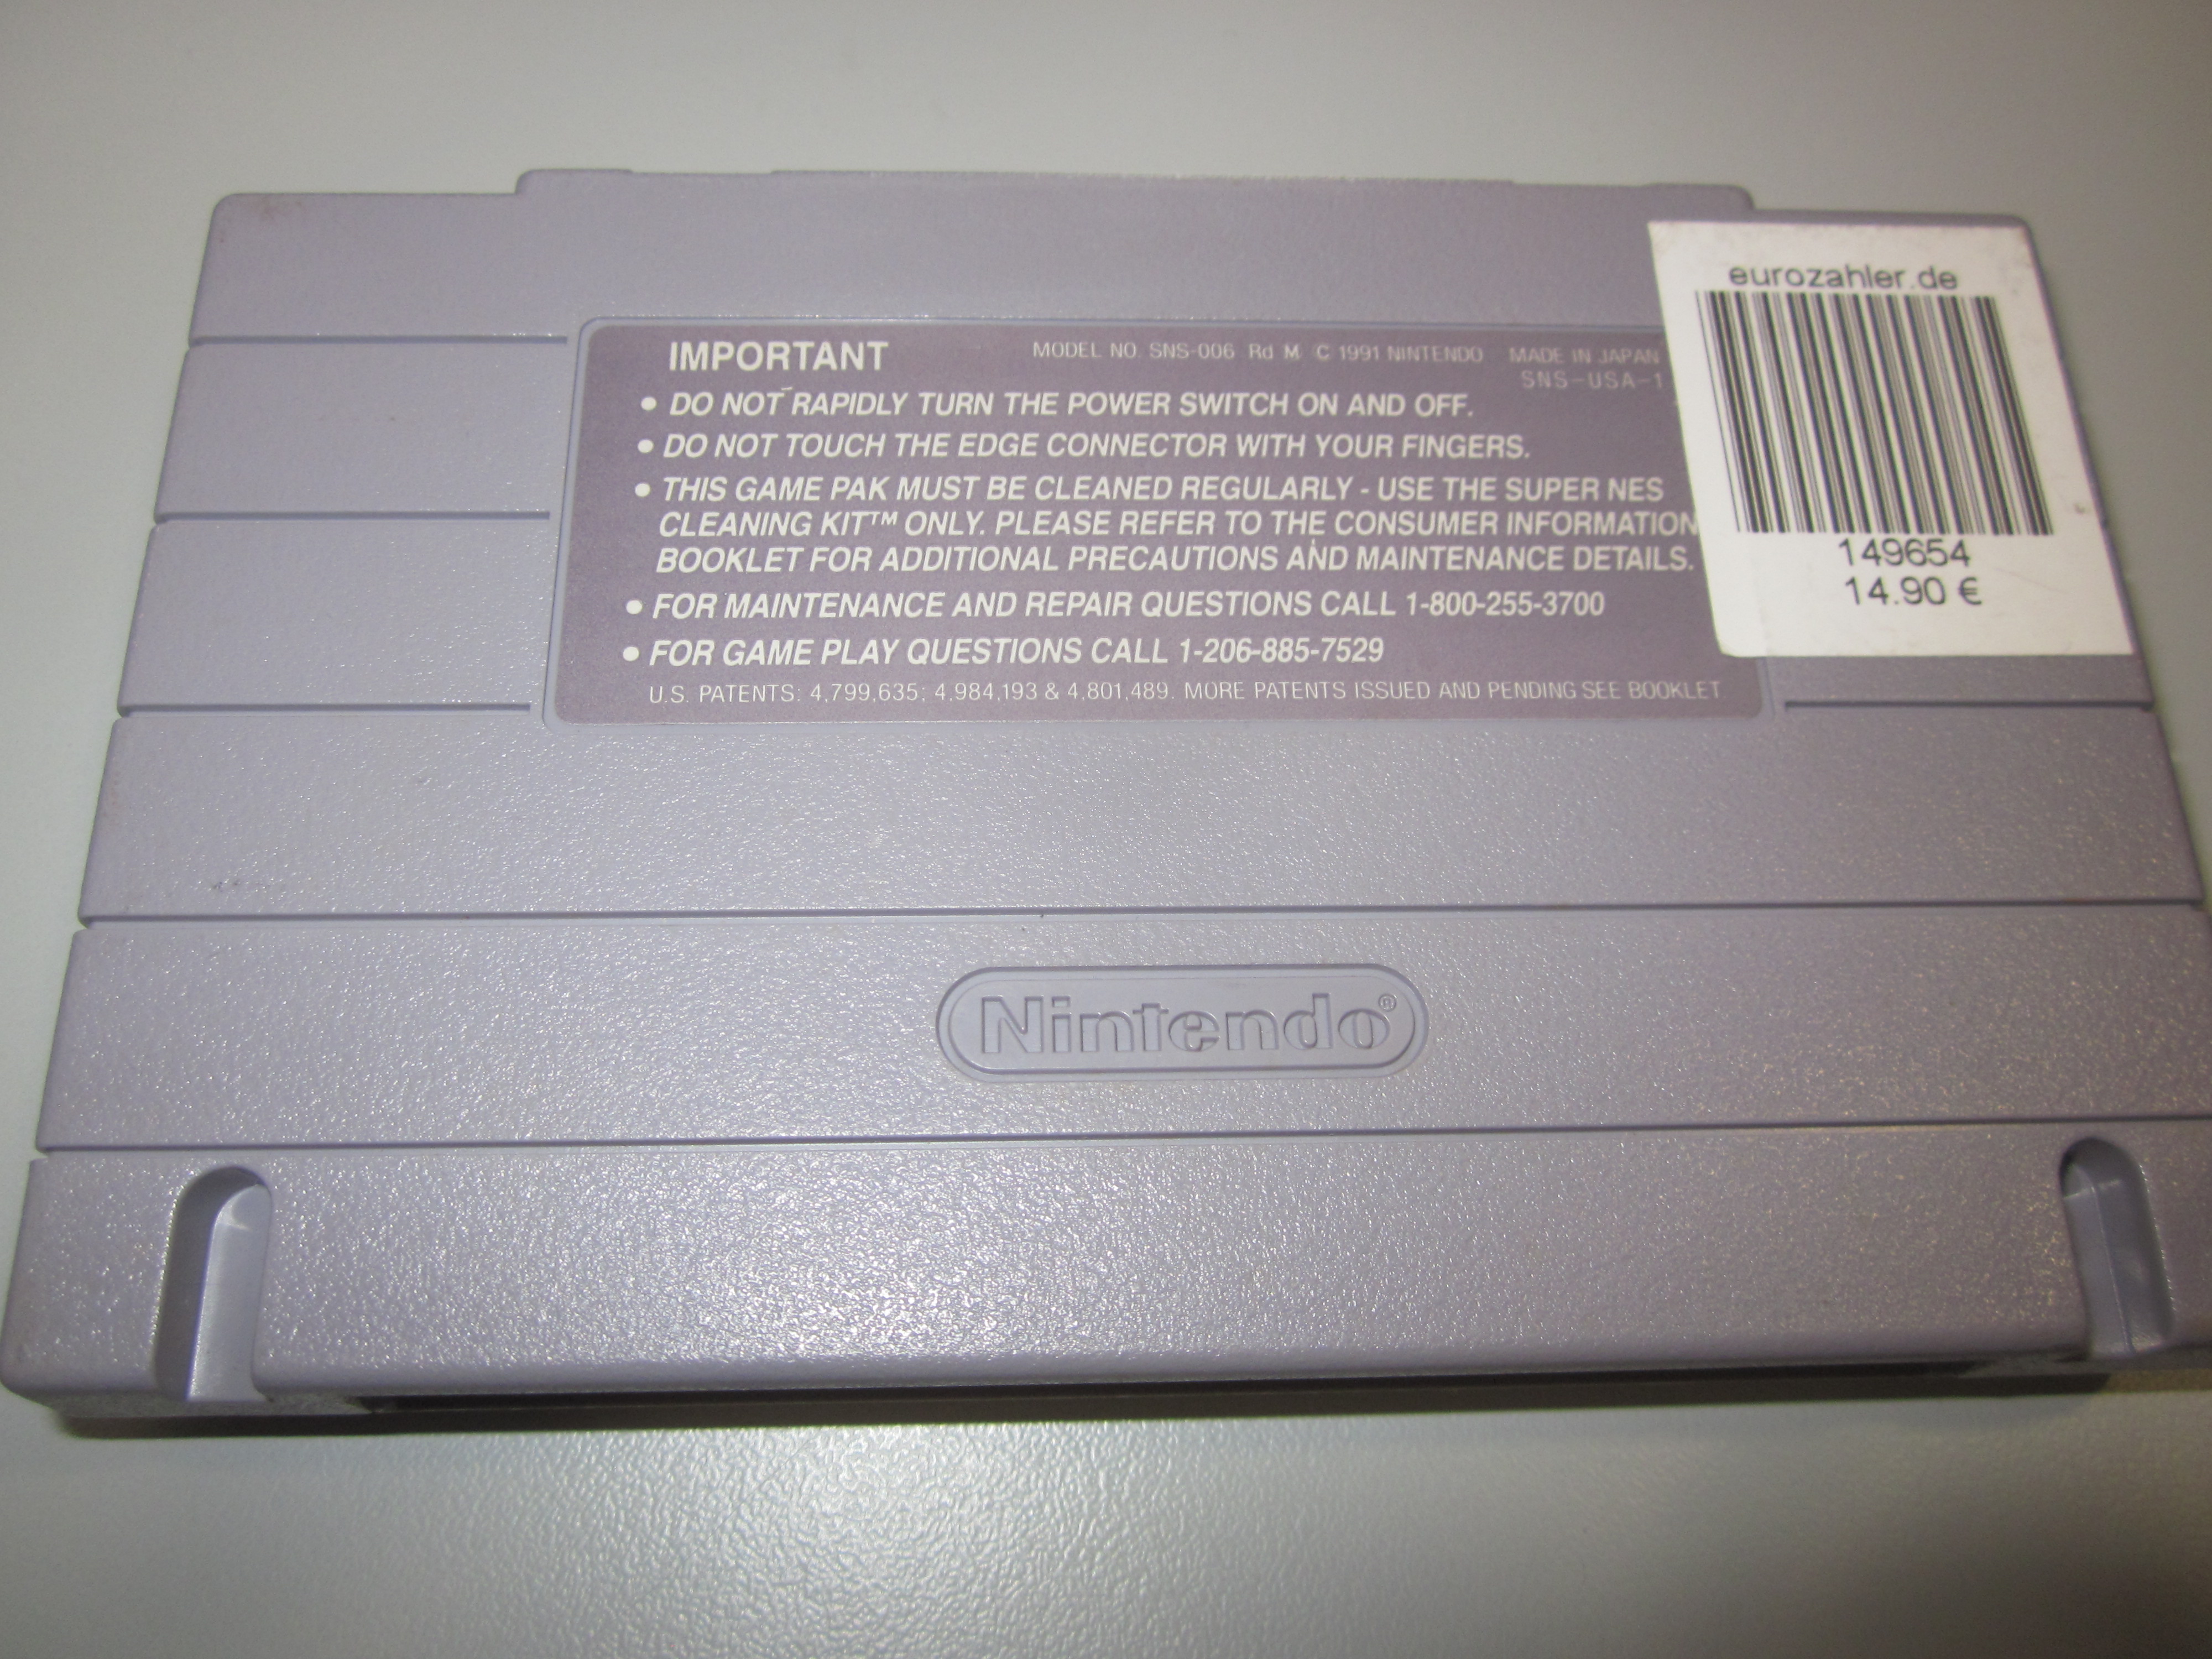 IMPORTANT
MODEL NO. SNS-006 Rd M C 1991 NINTENDO MADE IN JAPAN
SNS-USA-1
• DO NOT RAPIDLY TURN THE POWER SWITCH ON AND OFF.
• DO NOT TOUCH THE EDGE CONNECTOR WITH YOUR FINGERS.
• THIS GAME PAK MUST BE CLEANED REGULARLY - USE THE SUPER NES
CLEANING KIT™ ONLY. PLEASE REFER TO THE CONSUMER INFORMATION
BOOKLET FOR ADDITIONAL PRECAUTIONS AND MAINTENANCE DETAILS.
• FOR MAINTENANCE AND REPAIR QUESTIONS CALL 1-800-255-3700
• FOR GAME PLAY QUESTIONS CALL 1-206-885-7529
U.S. PATENTS: 4,799,635; 4,984,193 & 4,801,489. MORE PATENTS ISSUED AND PENDING SEE BOOKLET
eurozahler.de
149654
14.90 €
Nintendo®